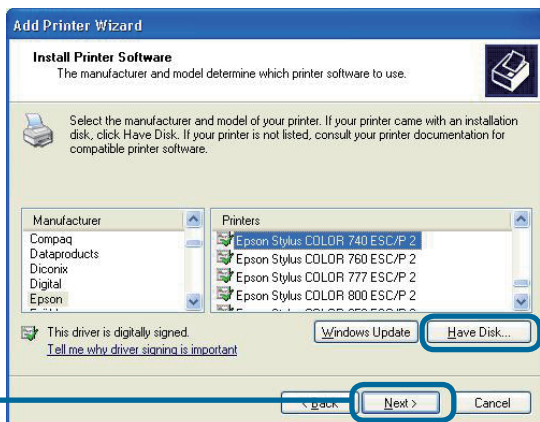 Add Printer Wizard
Install Printer Software
The manufacturer and model determine which printer software to use.
Select the manufacturer and model of your printer. If your printer came with an installation
disk, click Have Disk. If your printer is not listed, consult your printer documentation for
compatible printer software.
Manufacturer
Compaq
Dataproducts
Diconix
Digital
Epson
Printers
Epson Stylus COLOR 740 ESC/P 2
Epson Stylus COLOR 760 ESC/P 2
Epson Stylus COLOR 777 ESC/P 2
Epson Stylus COLOR 800 ESC/P 2
This driver is digitally signed.
Tell me why driver signing is important
Windows Update
Have Disk...
< Back
Next >
Cancel